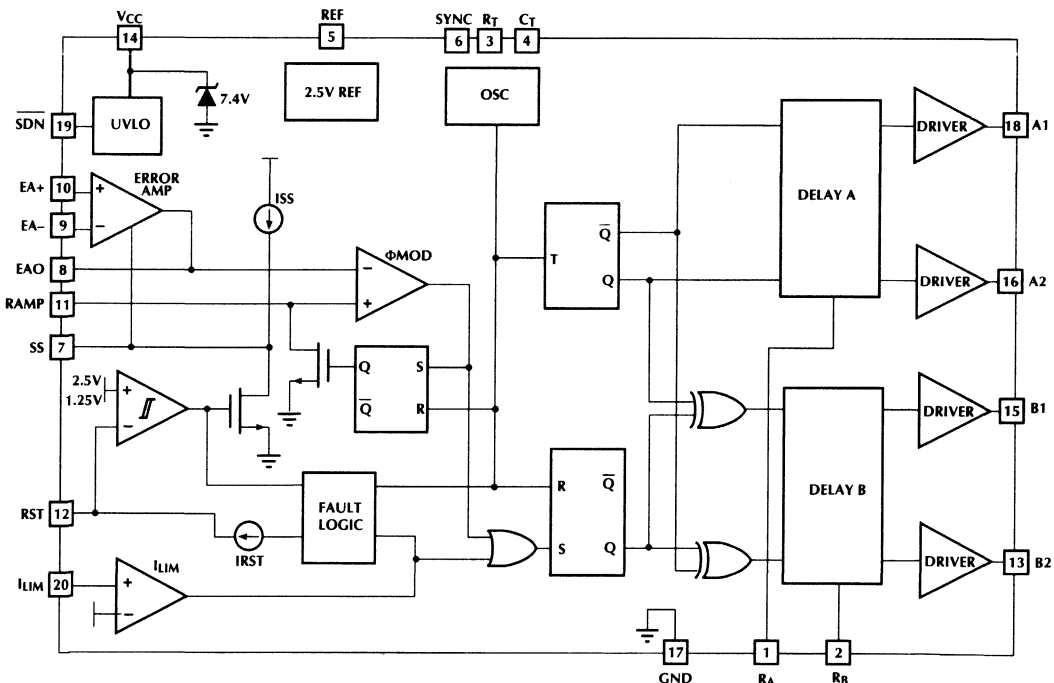 VCC
14
REF
5
SYNC
6
RT
3
CT
4
SDN
19
UVLO
7.4V
2.5V REF
OSC
DELAY A
DRIVER
18
A1
EA+
10
ERROR
AMP
+
−
EA−
9
ISS
EAO
8
ΦMOD
−
+
T
Q
Q
DRIVER
16
A2
RAMP
11
SS
7
Q
S
Q
R
2.5V
1.25V
+
−
DRIVER
15
B1
DELAY B
RST
12
IRST
FAULT
LOGIC
R
Q
S
Q
DRIVER
13
B2
ILIM
20
ILIM
+
−
17
GND
1
RA
2
RB